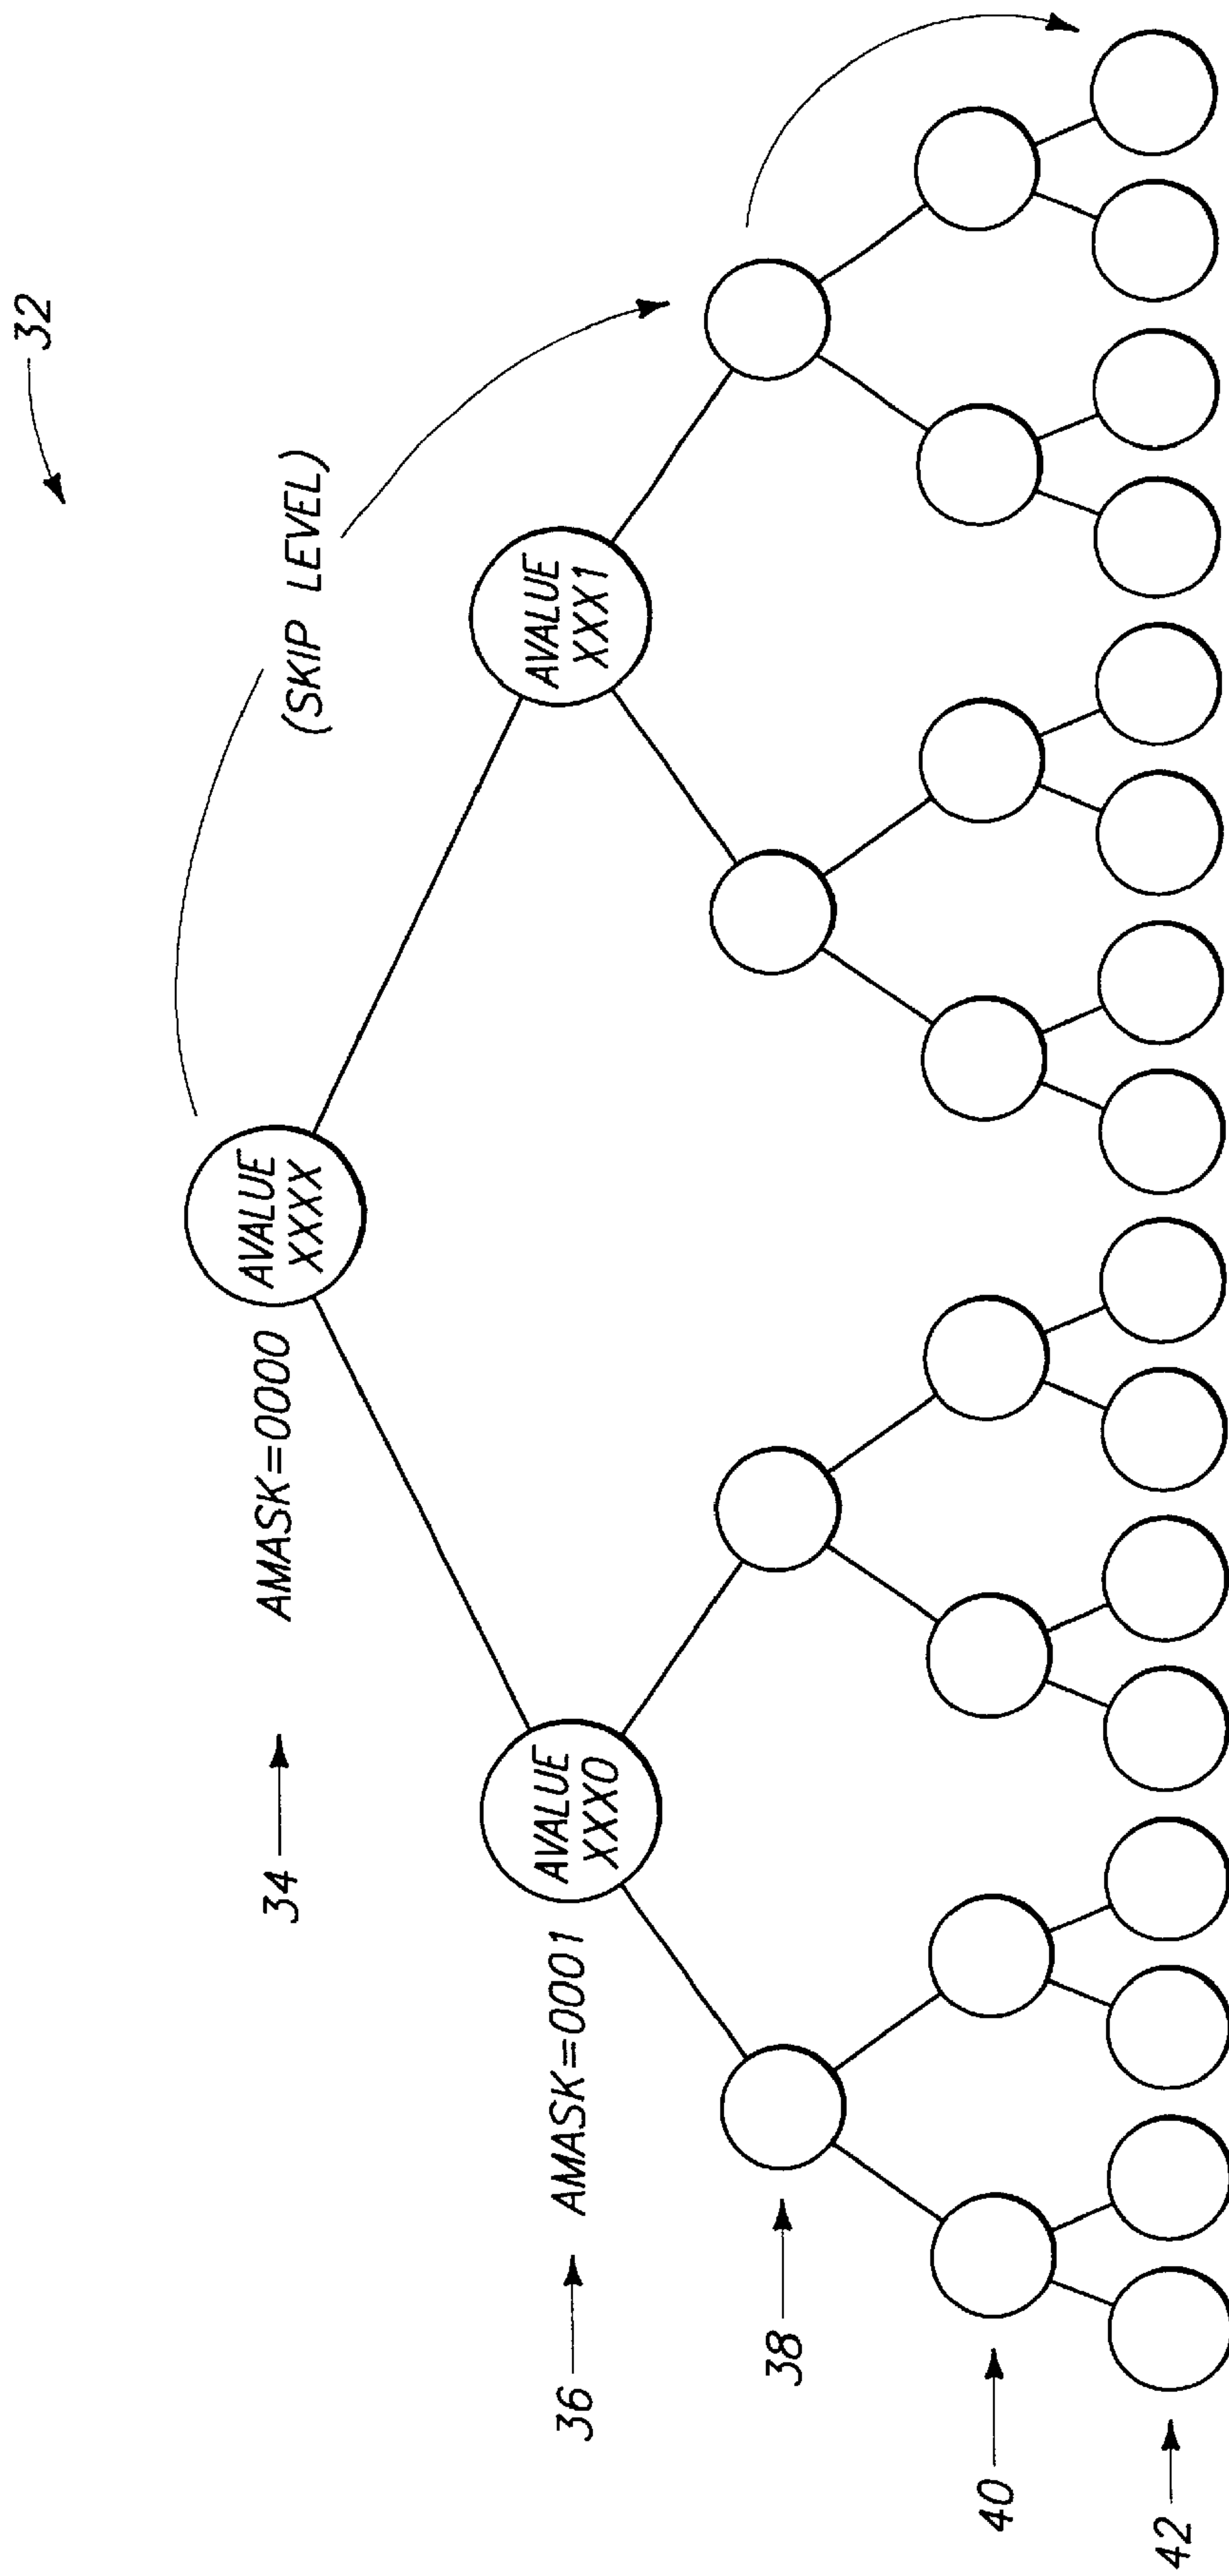 32
(SKIP LEVEL)
34
AMASK=0000
AVALUE
XXXX
36
AMASK=0001
AVALUE
XXX0
AVALUE
XXX1
38
40
42